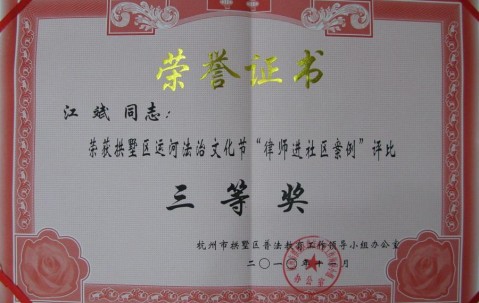 荣誉证书
江斌 同志：
荣获拱墅区运河法治文化节“律师进社区案例”评比
三等奖
杭州市拱墅区普法教育工作领导小组办公室
二〇一〇年十一月